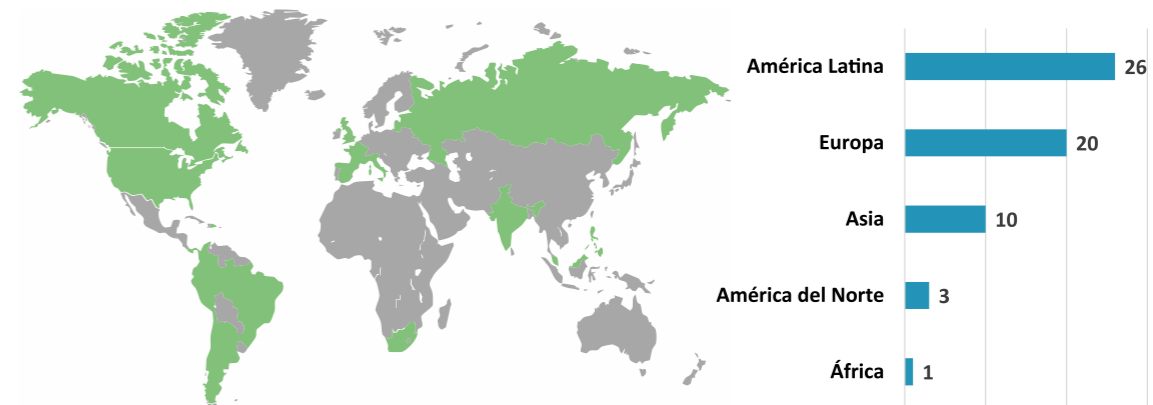 América Latina 26
Europa 20
Asia 10
América del Norte 3
África 1